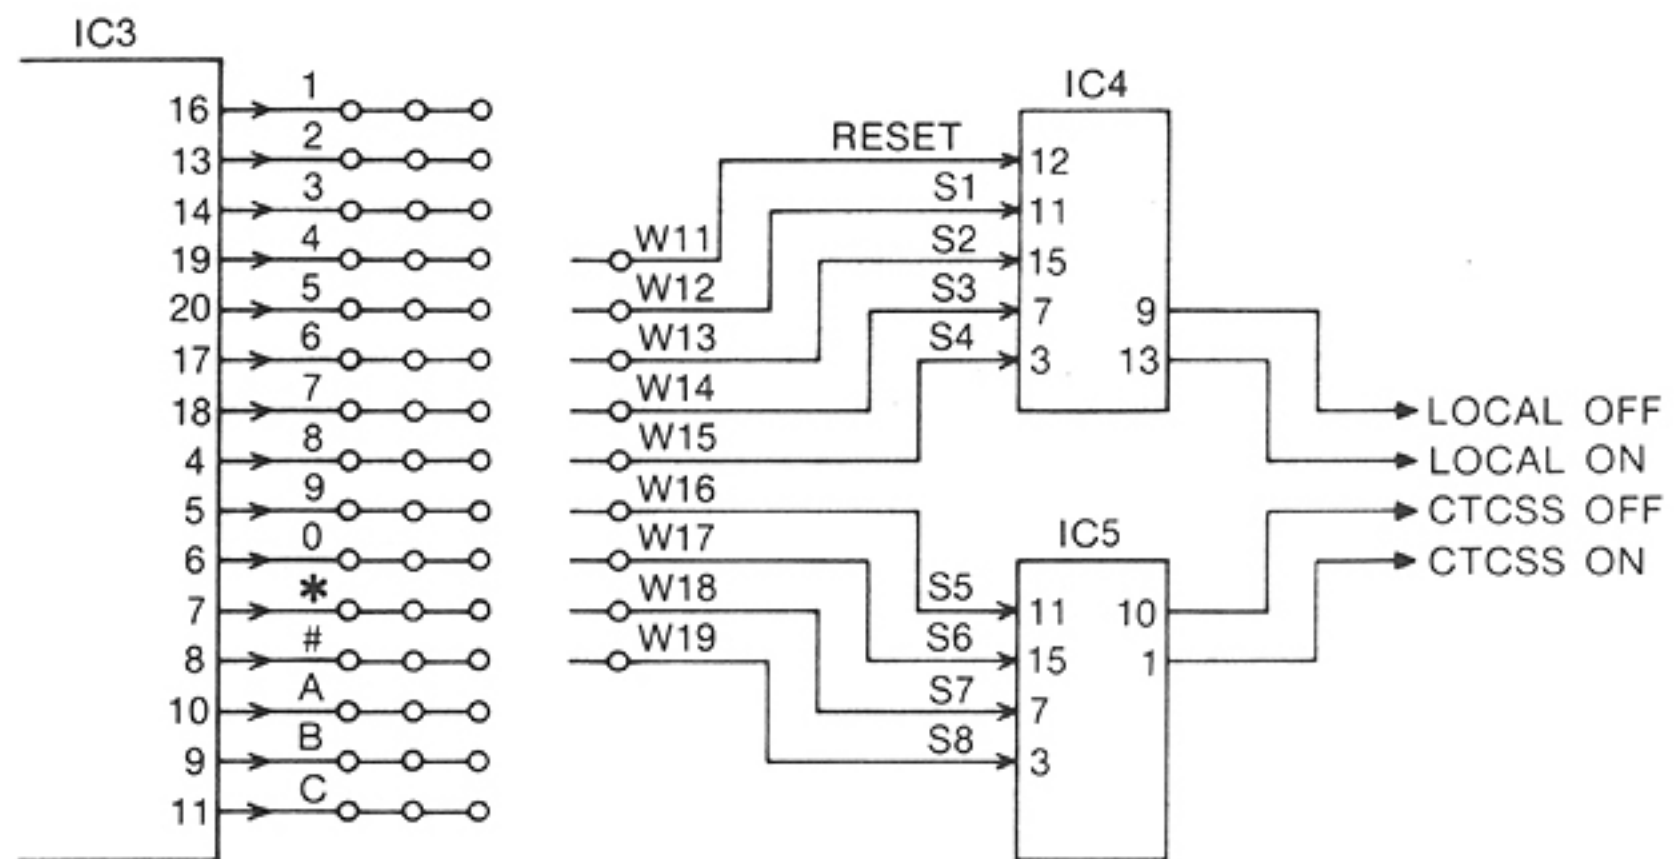 IC3
16 1
13 2
14 3
19 4
20 5
17 6
18 7
4 8
5 9
6 0
7 *
8 #
10 A
9 B
11 C
W11
W12
W13
W14
W15
W16
W17
W18
W19
IC4
RESET 12
S1 11
S2 15
S3 7
S4 3
9
13
LOCAL OFF
LOCAL ON
CTCSS OFF
CTCSS ON
IC5
S5 11
S6 15
S7 7
S8 3
10
1